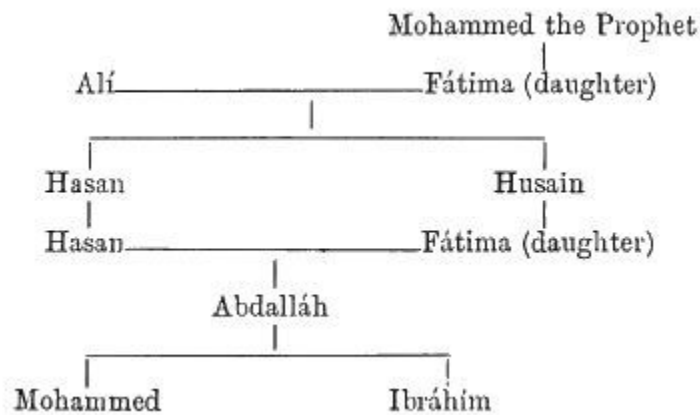 Mohammed the Prophet
Alí Fátima (daughter)
Hasan Husain
Hasan Fátima (daughter)
Abdalláh
Mohammed Ibráhím